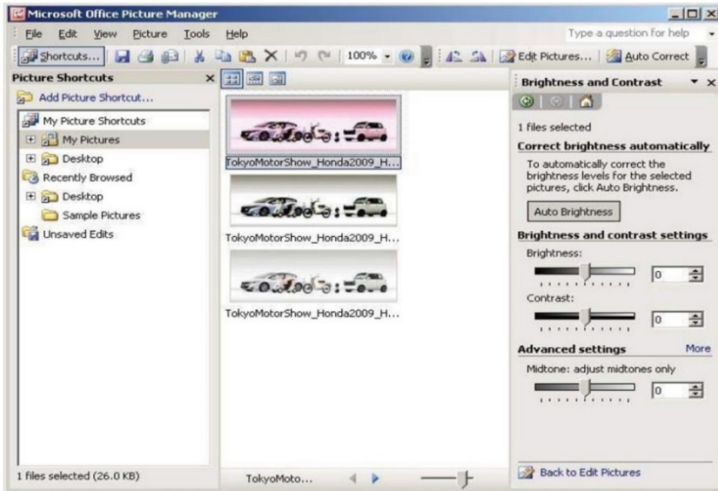 Microsoft Office Picture Manager
File Edit View Picture Tools Help
Type a question for help
Shortcuts... 100% Edit Pictures... Auto Correct
Picture Shortcuts
Add Picture Shortcut...
My Picture Shortcuts
My Pictures
Desktop
Recently Browsed
Desktop
Sample Pictures
Unsaved Edits
1 files selected (26.0 KB)
TokyoMotorShow_Honda2009_H...
TokyoMotorShow_Honda2009_H...
TokyoMotorShow_Honda2009_H...
TokyoMoto...
Brightness and Contrast
1 files selected
Correct brightness automatically
To automatically correct the
brightness levels for the selected
pictures, click Auto Brightness.
Auto Brightness
Brightness and contrast settings
Brightness:
0
Contrast:
0
Advanced settings More
Midtone: adjust midtones only
0
Back to Edit Pictures